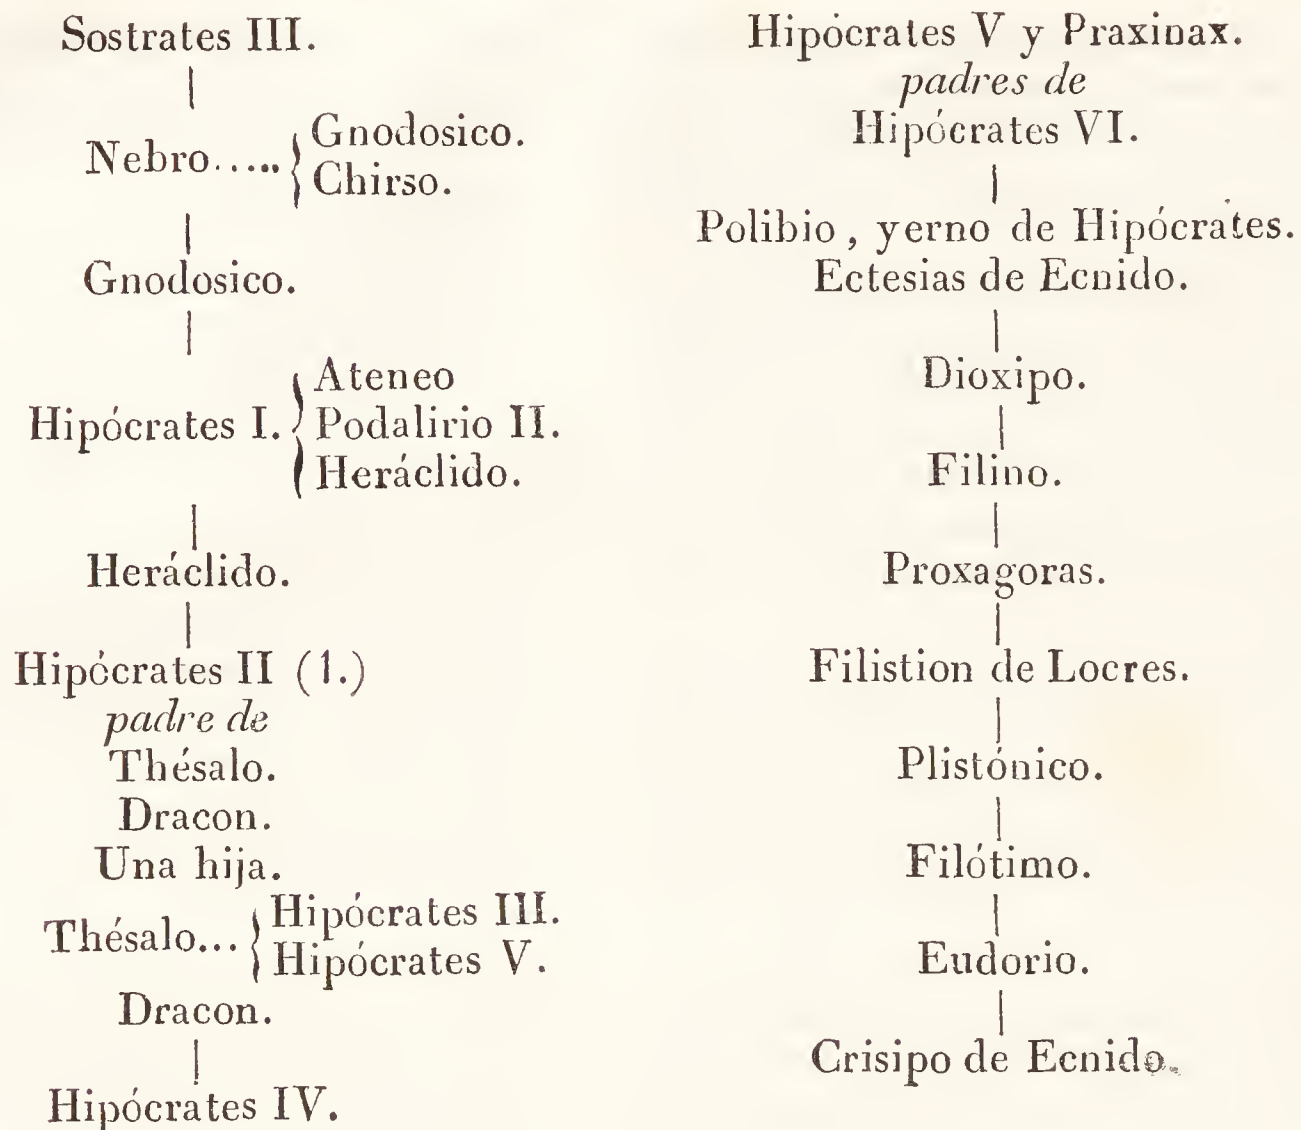 Sostrates III.
Nebro..... Gnodosico.
Chirso.
Gnodosico.
Hipócrates I. Ateneo
Podalirio II.
Heráclido.
Heráclido.
Hipócrates II (1.)
padre de
Thésalo.
Dracon.
Una hija.
Thésalo... Hipócrates III.
Hipócrates V.
Dracon.
Hipócrates IV.
Hipócrates V y Praxinax.
padres de
Hipócrates VI.
Polibio, yerno de Hipócrates.
Ectesias de Ecnido.
Dioxipo.
Filino.
Proxagoras.
Filistion de Locres.
Plistónico.
Filótimo.
Eudorio.
Crisipo de Ecnido.